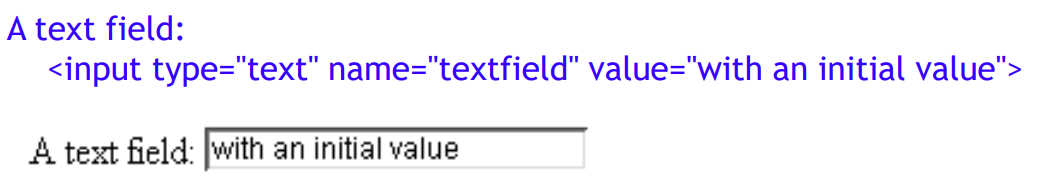 A text field:
<input type="text" name="textfield" value="with an initial value">
A text field: with an initial value